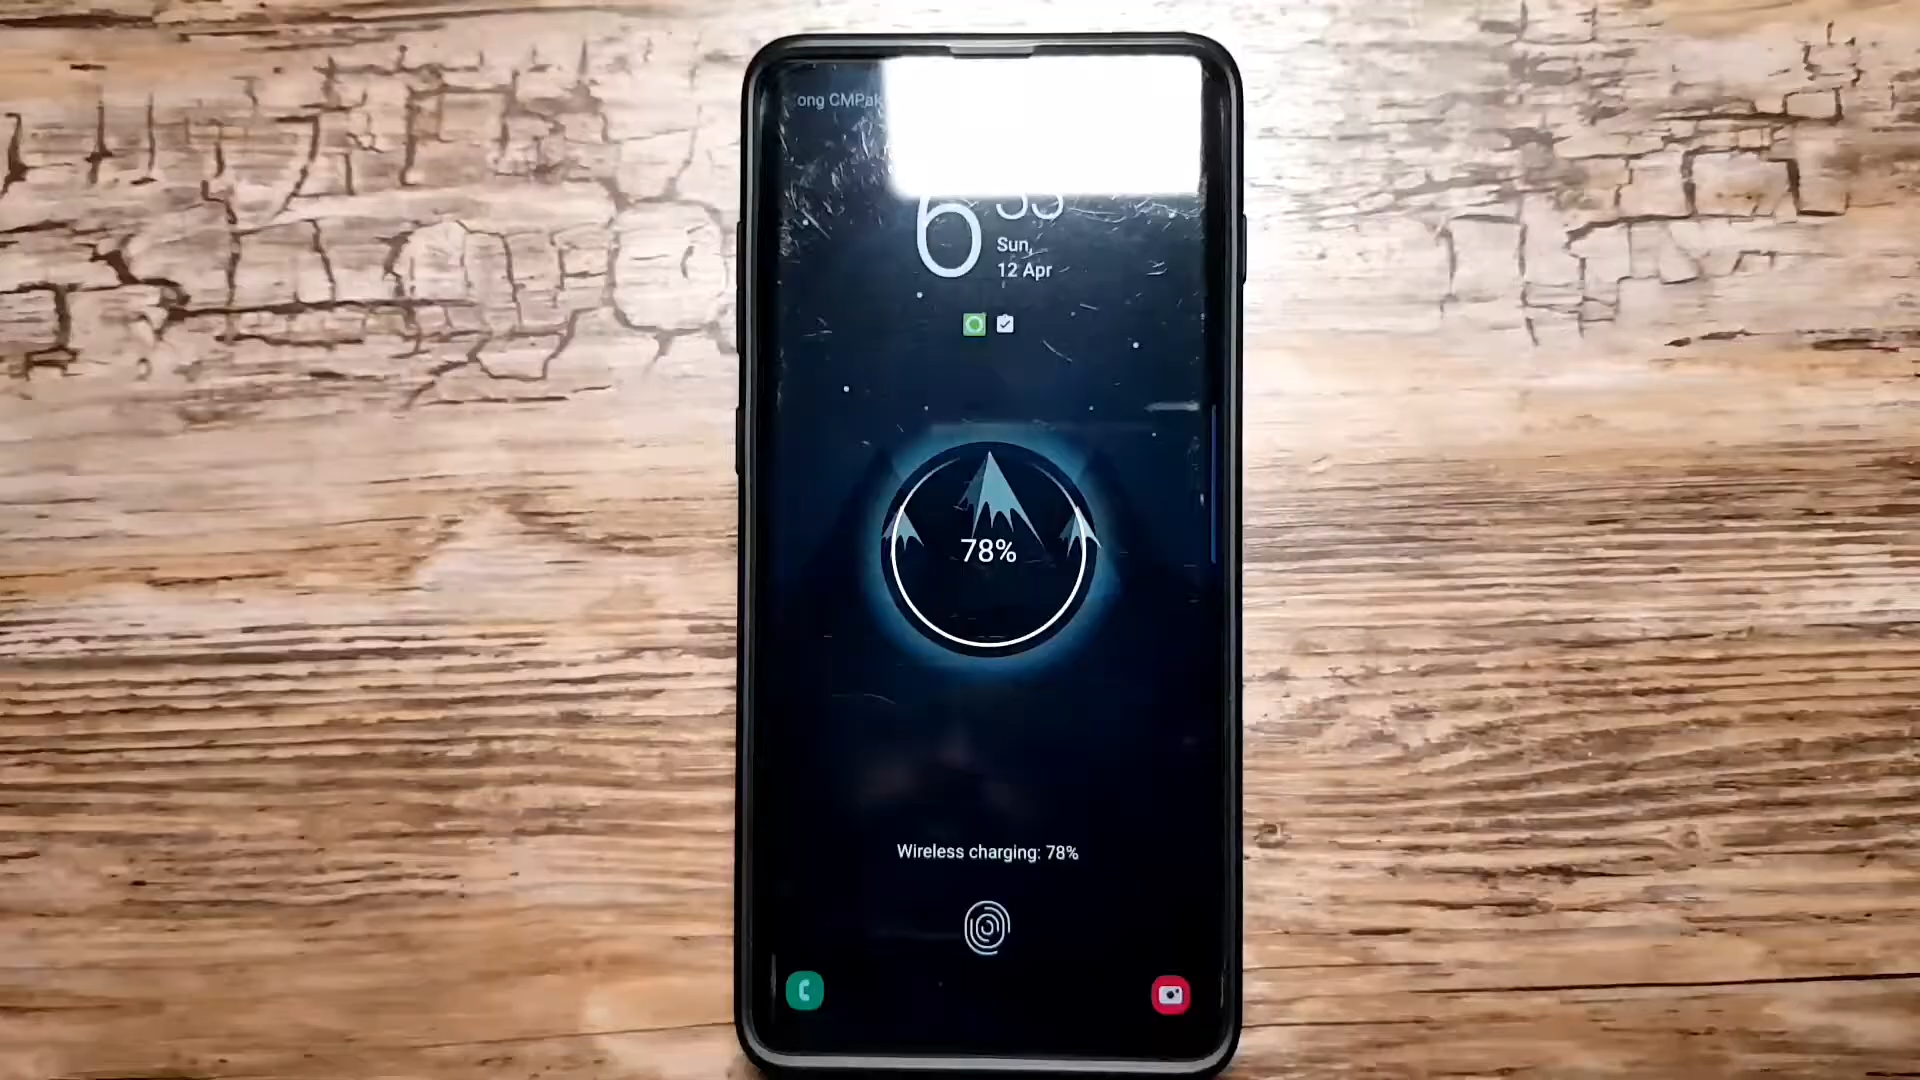 ong CMPak
6
Sun,
12 Apr
78%
Wireless charging: 78%